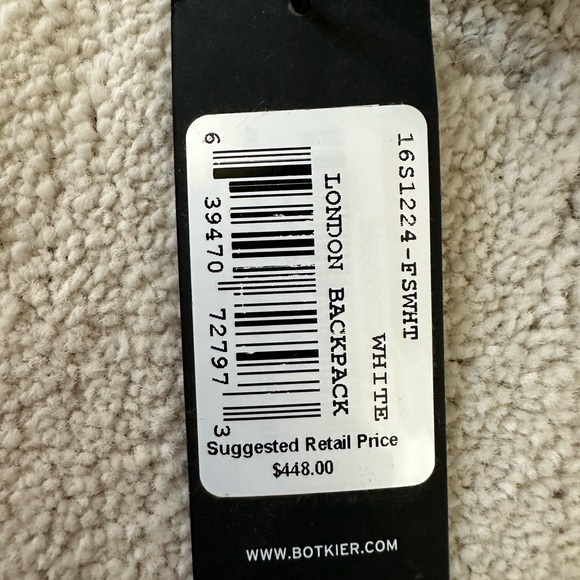 16S1224-FSWHT
WHITE
LONDON BACKPACK
6 39470 72797 3
Suggested Retail Price
$448.00
WWW.BOTKIER.COM